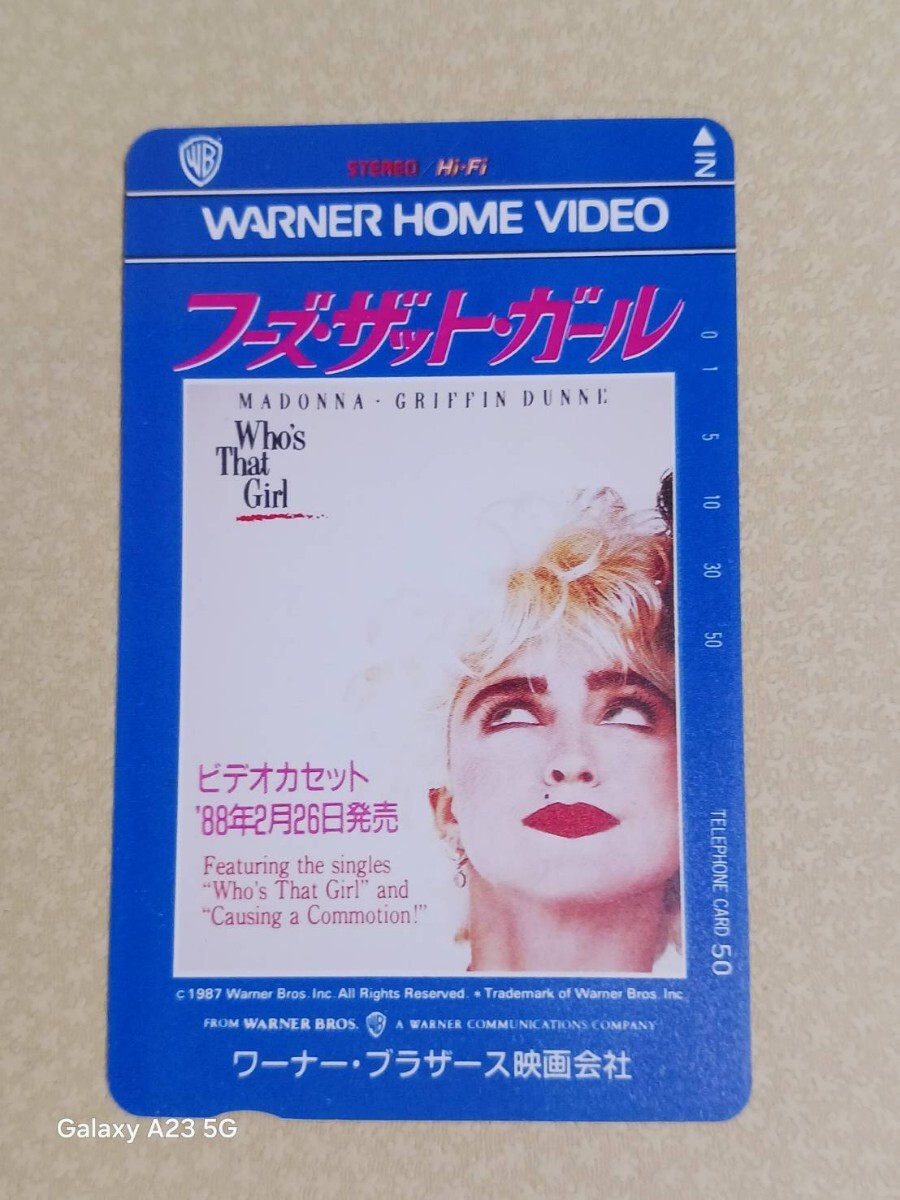 WB
STEREO / Hi-Fi
IN
WARNER HOME VIDEO
フーズ・ザット・ガール
MADONNA · GRIFFIN DUNNE
Who's
That
Girl
0
1
5
10
30
50
ビデオカセット
'88年2月26日発売
Featuring the singles
"Who's That Girl" and
"Causing a Commotion!"
TELEPHONE CARD 50
© 1987 Warner Bros. Inc. All Rights Reserved. * Trademark of Warner Bros. Inc.
FROM WARNER BROS. WB A WARNER COMMUNICATIONS COMPANY
ワーナー・ブラザース映画会社
Galaxy A23 5G